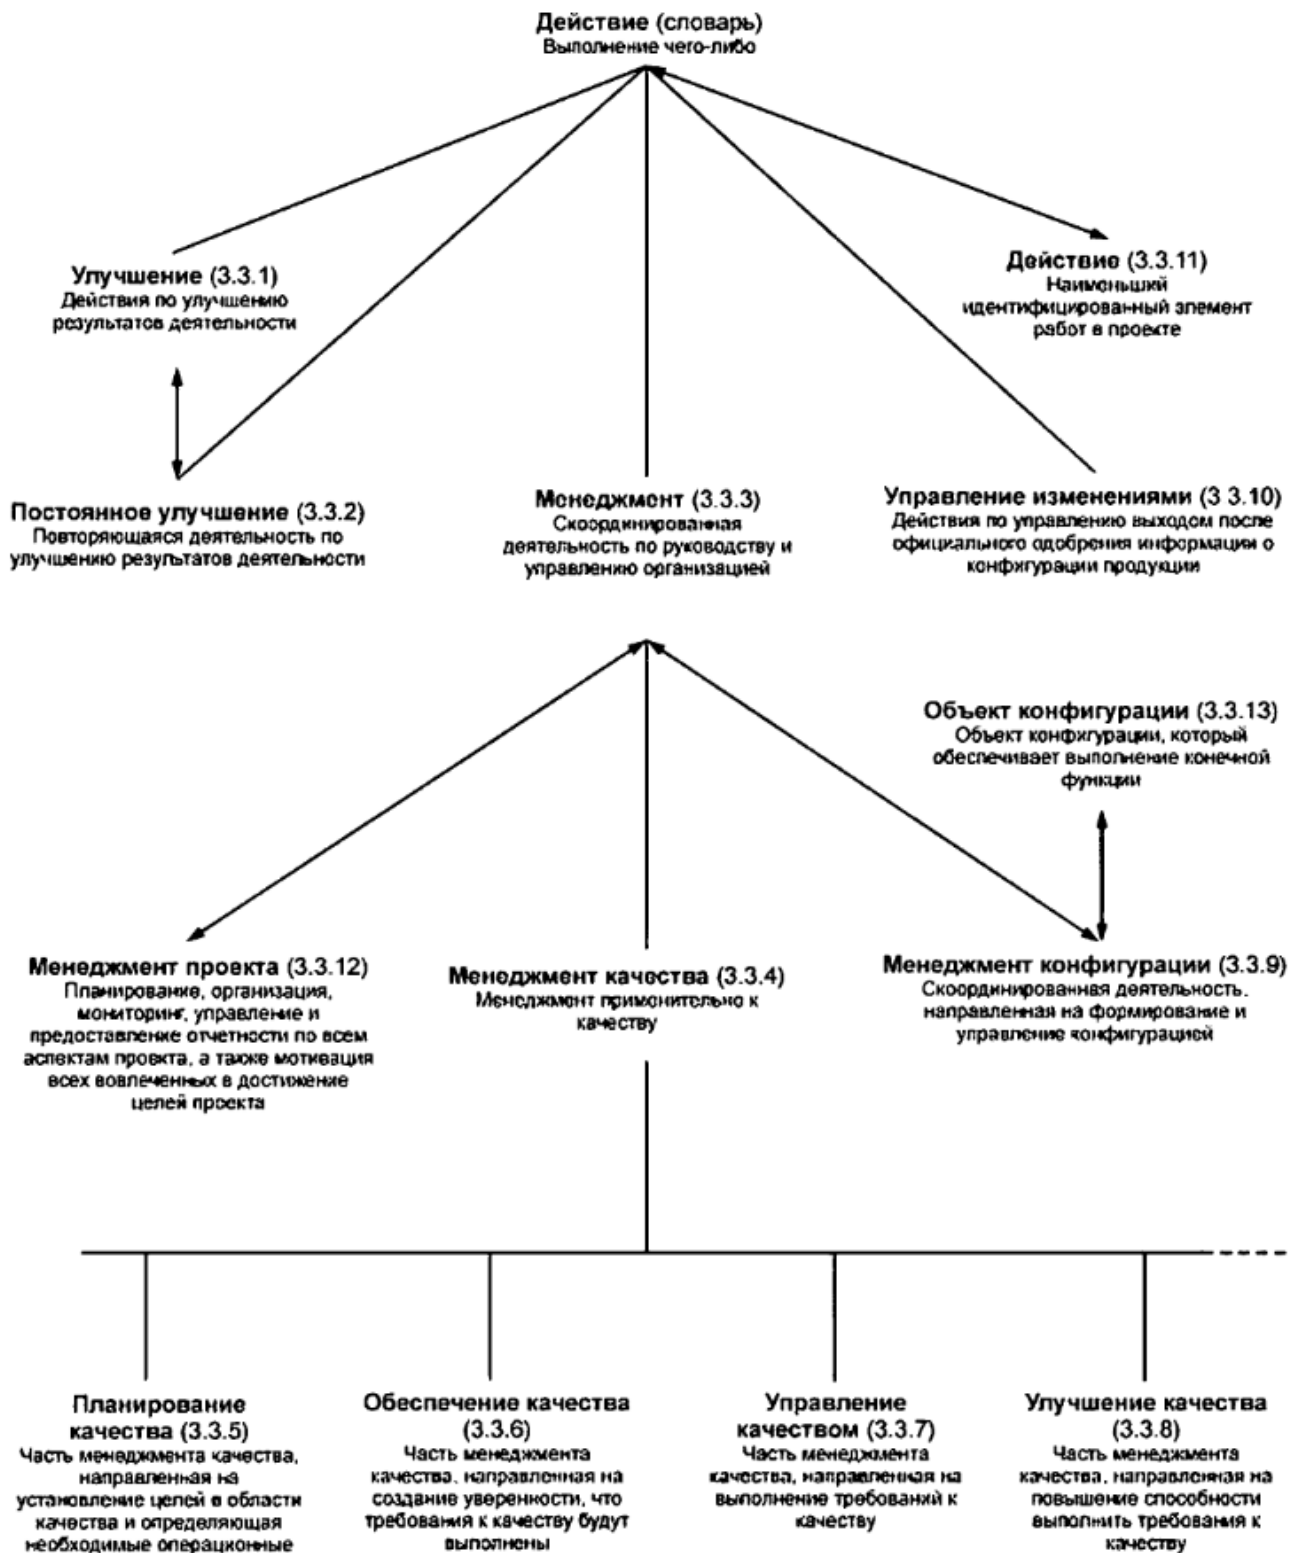 Действие (словарь)
Выполнение чего-либо
Улучшение (3.3.1)
Действия по улучшению
результатов деятельности
Действие (3.3.11)
Наименьший
идентифицированный элемент
работ в проекте
Постоянное улучшение (3.3.2)
Повторяющаяся деятельность по
улучшению результатов деятельности
Менеджмент (3.3.3)
Скоординированная
деятельность по руководству и
управлению организацией
Управление изменениями (3 3.10)
Действия по управлению выходом после
официального одобрения информации о
конфигурации продукции
Объект конфигурации (3.3.13)
Объект конфигурации, который
обеспечивает выполнение конечной
функции
Менеджмент проекта (3.3.12)
Планирование, организация,
мониторинг, управление и
предоставление отчетности по всем
аспектам проекта, а также мотивация
всех вовлеченных в достижение
целей проекта
Менеджмент качества (3.3.4)
Менеджмент применительно к
качеству
Менеджмент конфигурации (3.3.9)
Скоординированная деятельность,
направленная на формирование и
управление конфигурацией
Планирование
качества (3.3.5)
Часть менеджмента качества,
направленная на
установление целей в области
качества и определяющая
необходимые операционные
Обеспечение качества
(3.3.6)
Часть менеджмента
качества, направленная на
создание уверенности, что
требования к качеству будут
выполнены
Управление
качеством (3.3.7)
Часть менеджмента
качества, направленная на
выполнение требований к
качеству
Улучшение качества
(3.3.8)
Часть менеджмента
качества, направленная на
повышение способности
выполнить требования к
качеству